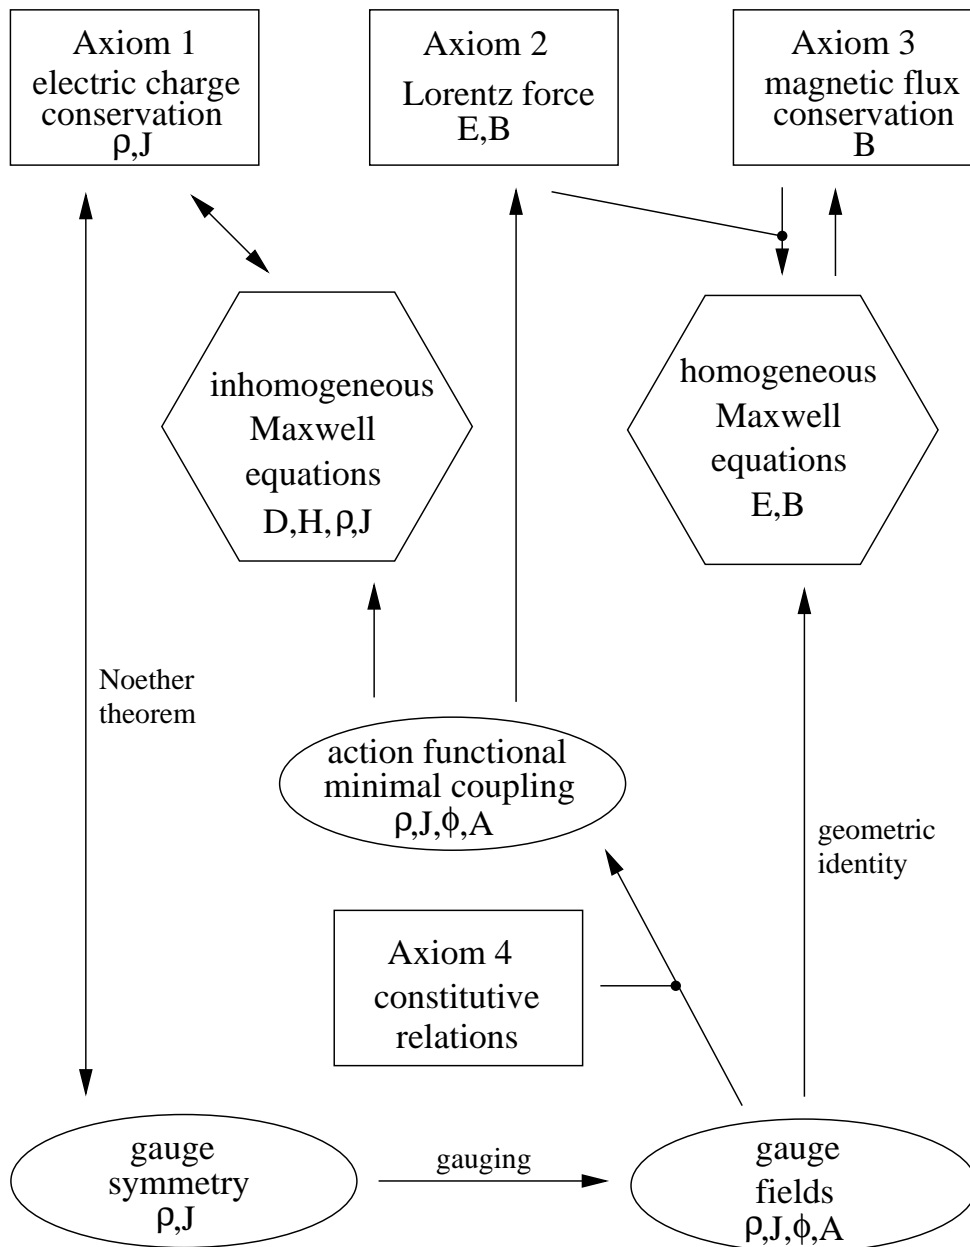 Axiom 1
electric charge
conservation
ρ,J
Axiom 2
Lorentz force
E,B
Axiom 3
magnetic flux
conservation
B
inhomogeneous
Maxwell
equations
D,H,ρ,J
homogeneous
Maxwell
equations
E,B
Noether
theorem
action functional
minimal coupling
ρ,J,ϕ,A
geometric
identity
Axiom 4
constitutive
relations
gauge
symmetry
ρ,J
gauging
gauge
fields
ρ,J,ϕ,A